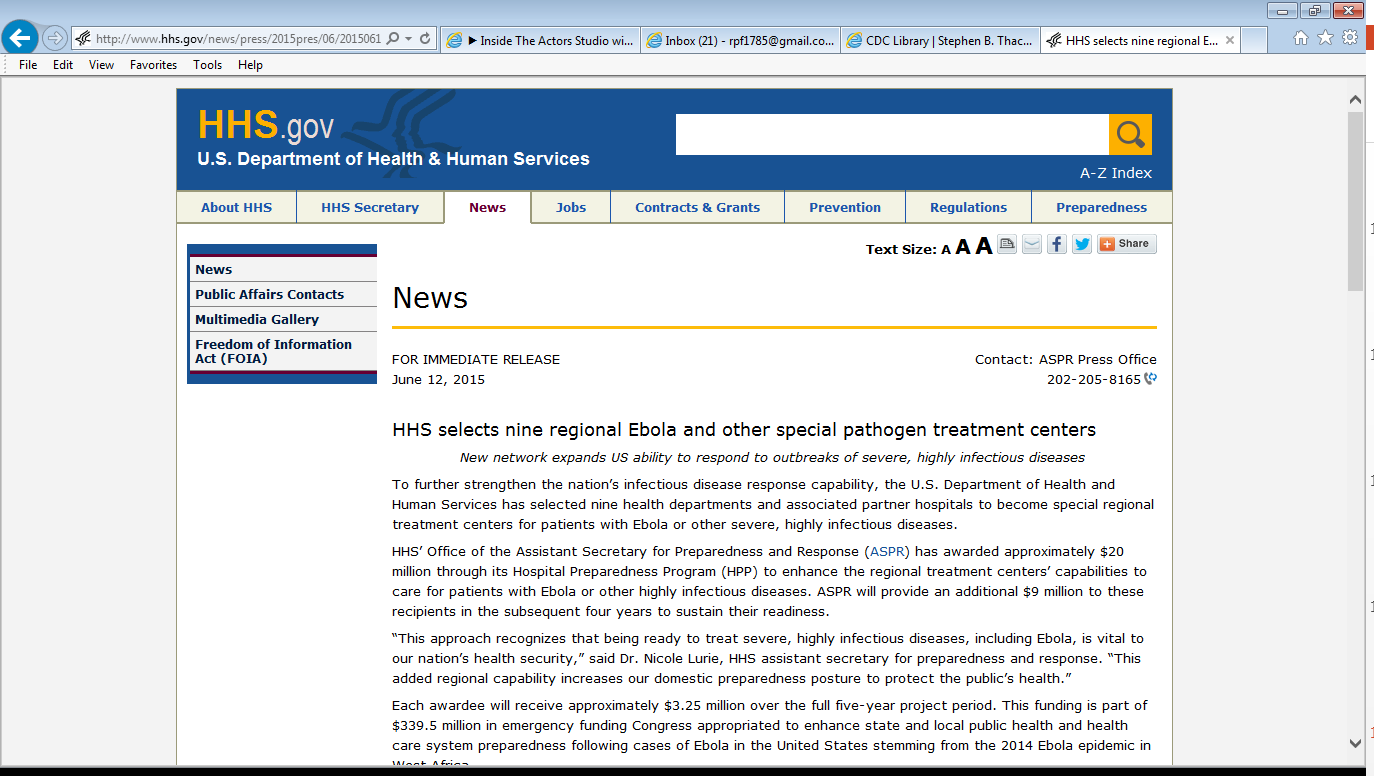 http://www.hhs.gov/news/press/2015pres/06/2015061
Inside The Actors Studio wi...
Inbox (21) - rpf1785@gmail.co...
CDC Library | Stephen B. Thac...
HHS selects nine regional E...
File Edit View Favorites Tools Help
HHS.gov
U.S. Department of Health & Human Services
A-Z Index
About HHS
HHS Secretary
News
Jobs
Contracts & Grants
Prevention
Regulations
Preparedness
Text Size: A A A
Share
News
Public Affairs Contacts
Multimedia Gallery
Freedom of Information
Act (FOIA)
News
FOR IMMEDIATE RELEASE
June 12, 2015
Contact: ASPR Press Office
202-205-8165
HHS selects nine regional Ebola and other special pathogen treatment centers
New network expands US ability to respond to outbreaks of severe, highly infectious diseases
To further strengthen the nation’s infectious disease response capability, the U.S. Department of Health and
Human Services has selected nine health departments and associated partner hospitals to become special regional
treatment centers for patients with Ebola or other severe, highly infectious diseases.
HHS’ Office of the Assistant Secretary for Preparedness and Response (ASPR) has awarded approximately $20
million through its Hospital Preparedness Program (HPP) to enhance the regional treatment centers’ capabilities to
care for patients with Ebola or other highly infectious diseases. ASPR will provide an additional $9 million to these
recipients in the subsequent four years to sustain their readiness.
“This approach recognizes that being ready to treat severe, highly infectious diseases, including Ebola, is vital to
our nation’s health security,” said Dr. Nicole Lurie, HHS assistant secretary for preparedness and response. “This
added regional capability increases our domestic preparedness posture to protect the public’s health.”
Each awardee will receive approximately $3.25 million over the full five-year project period. This funding is part of
$339.5 million in emergency funding Congress appropriated to enhance state and local public health and health
care system preparedness following cases of Ebola in the United States stemming from the 2014 Ebola epidemic in
West Africa.